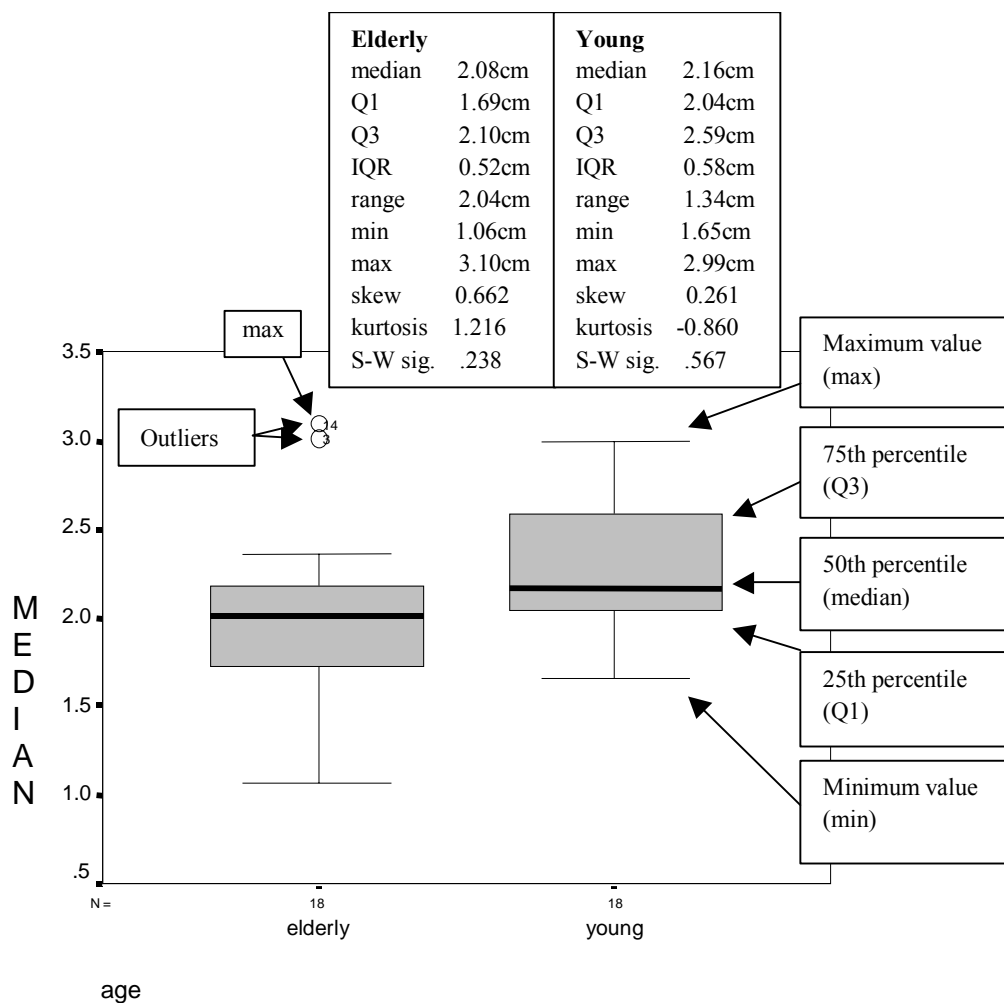 Elderly
median 2.08cm
Q1 1.69cm
Q3 2.10cm
IQR 0.52cm
range 2.04cm
min 1.06cm
max 3.10cm
skew 0.662
kurtosis 1.216
S-W sig. .238
Young
median 2.16cm
Q1 2.04cm
Q3 2.59cm
IQR 0.58cm
range 1.34cm
min 1.65cm
max 2.99cm
skew 0.261
kurtosis -0.860
S-W sig. .567
max
Outliers
14
3
Maximum value
(max)
75th percentile
(Q3)
50th percentile
(median)
25th percentile
(Q1)
Minimum value
(min)
MEDIAN
3.5
3.0
2.5
2.0
1.5
1.0
.5
N = 18 18
elderly young
age